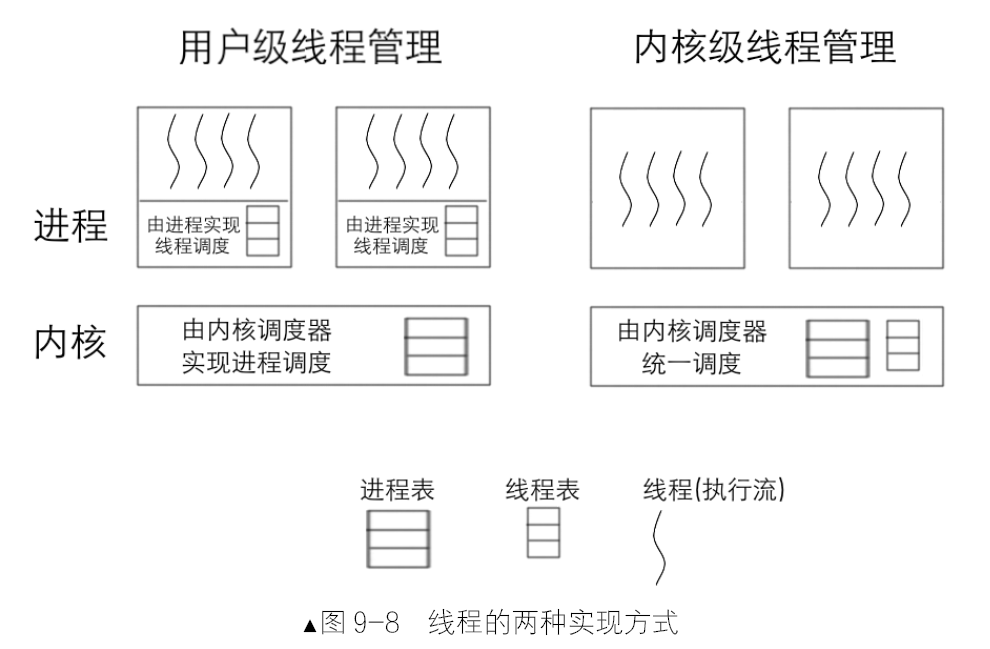 用户级线程管理
内核级线程管理
进程
由进程实现
线程调度
由进程实现
线程调度
内核
由内核调度器
实现进程调度
由内核调度器
统一调度
进程表
线程表
线程(执行流)
▲图 9-8 线程的两种实现方式